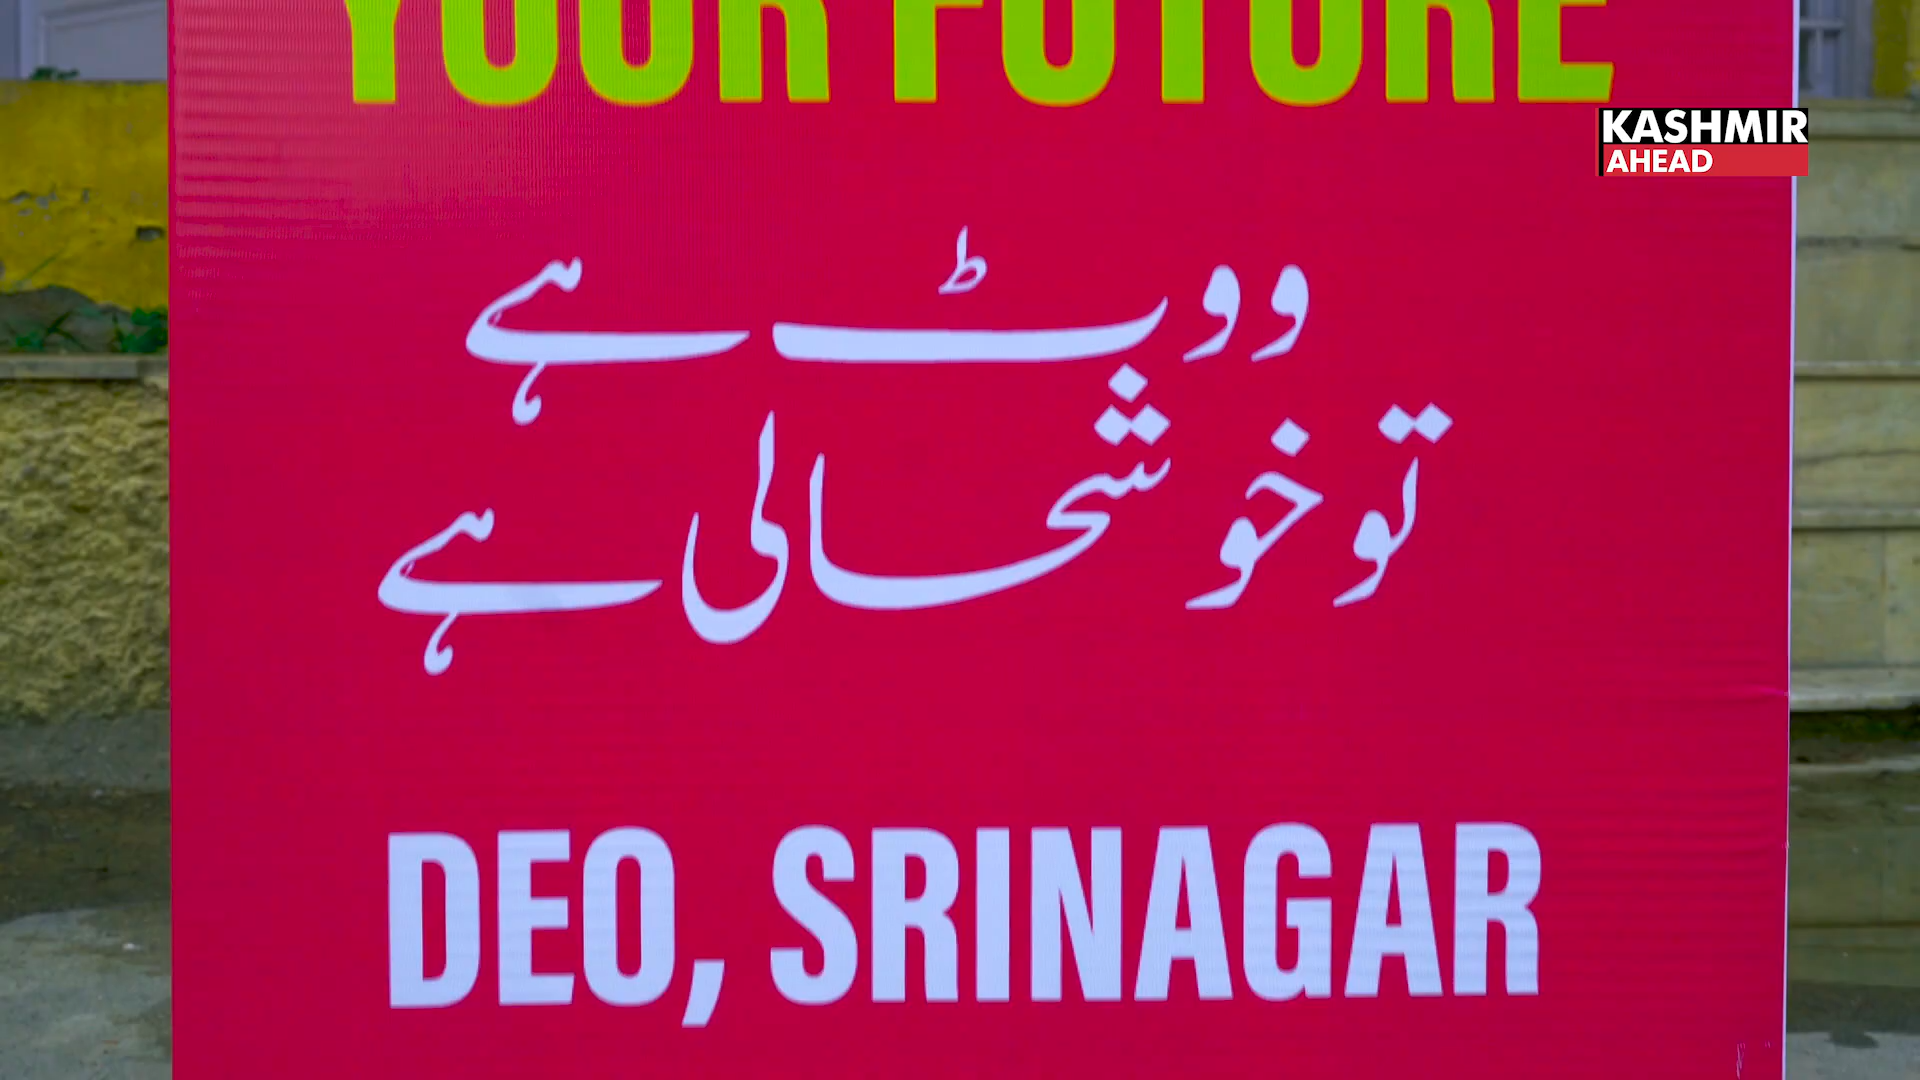 YOUR FUTURE
KASHMIR
AHEAD
ووٹ ہے
تو خوشحالی ہے
DEO, SRINAGAR